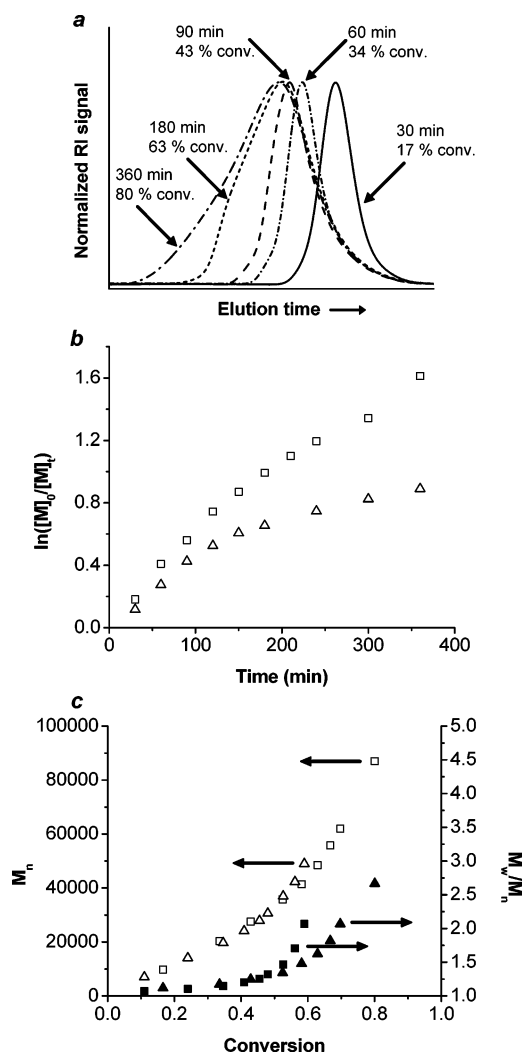 a
90 min
43 % conv.
60 min
34 % conv.
180 min
63 % conv.
30 min
17 % conv.
360 min
80 % conv.
Normalized RI signal
Elution time
b
1.6
1.2
0.8
0.4
0.0
ln([M]0/[M]t)
0 100 200 300 400
Time (min)
c
100000
80000
60000
40000
20000
0
Mn
5.0
4.5
4.0
3.5
3.0
2.5
2.0
1.5
1.0
Mw/Mn
0.0 0.2 0.4 0.6 0.8 1.0
Conversion